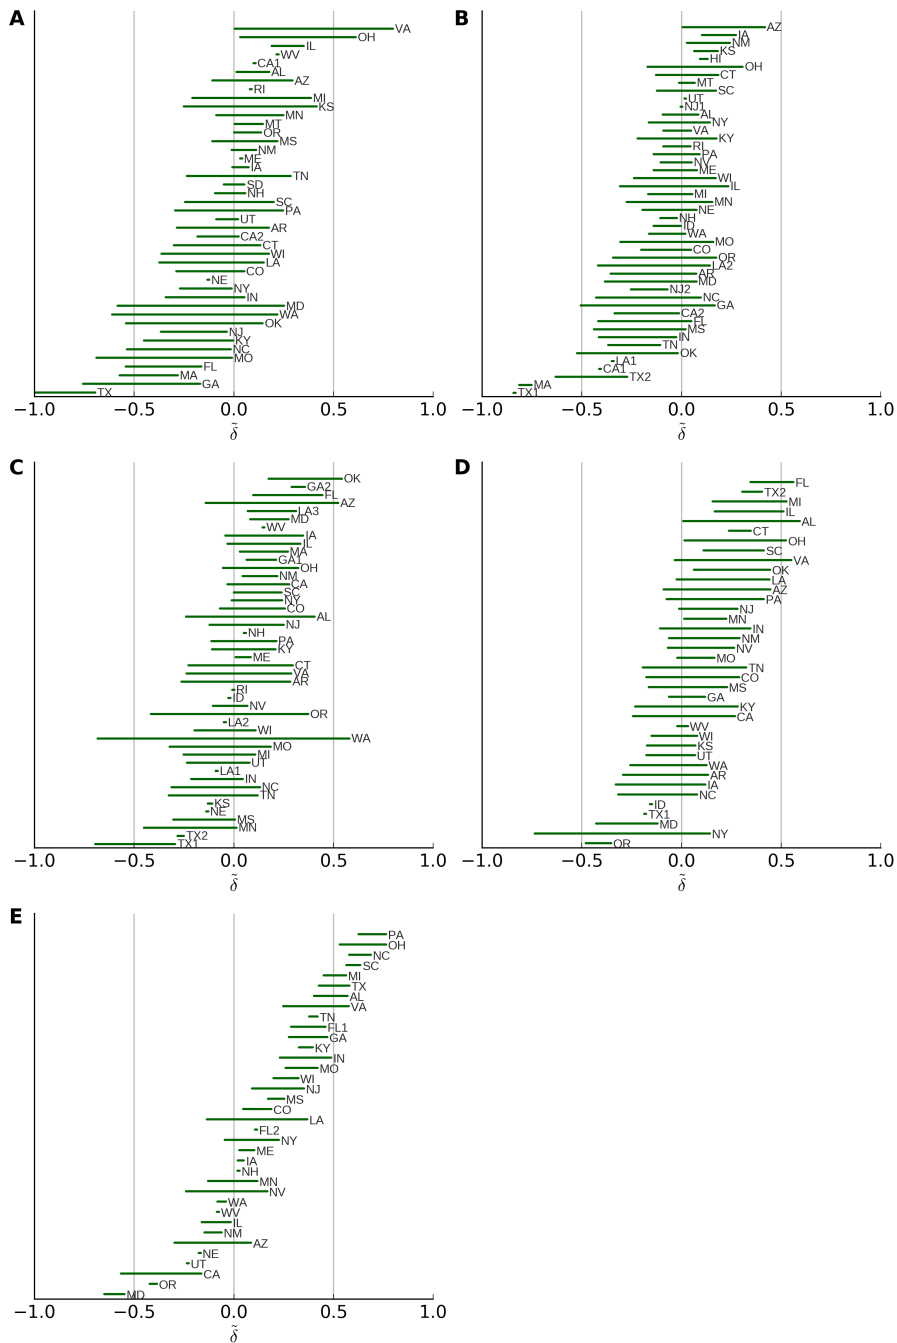 A
VA
OH
IL
WV
CA1
AL
AZ
RI
MI
KS
MN
MT
OR
MS
NM
ME
IA
TN
SD
NH
SC
PA
UT
AR
CA2
CT
WI
LA
CO
NE
NY
IN
MD
WA
OK
NJ
KY
NC
MO
FL
MA
GA
TX
−1.0 −0.5 0.0 0.5 1.0
δ̃
B
AZ
IA
NM
KS
HI
OH
CT
MT
SC
UT
NJ1
AL
NY
VA
KY
RI
PA
NV
ME
WI
IL
MI
MN
NE
NH
ID
WA
MO
CO
OR
LA2
AR
MD
NJ2
NC
GA
CA2
FL
MS
IN
TN
OK
LA1
CA1
TX2
MA
TX1
−1.0 −0.5 0.0 0.5 1.0
δ̃
C
OK
GA2
FL
AZ
LA3
MD
WV
IA
IL
MA
GA1
OH
NM
CA
SC
NY
CO
AL
NJ
NH
PA
KY
ME
CT
VA
AR
RI
ID
NV
OR
LA2
WI
WA
MO
MI
UT
LA1
IN
NC
TN
KS
NE
MS
MN
TX2
TX1
−1.0 −0.5 0.0 0.5 1.0
δ̃
D
FL
TX2
MI
IL
AL
CT
OH
SC
VA
OK
LA
AZ
PA
NJ
MN
IN
NM
NV
MO
TN
CO
MS
GA
KY
CA
WV
WI
KS
UT
WA
AR
IA
NC
ID
TX1
MD
NY
OR
−1.0 −0.5 0.0 0.5 1.0
δ̃
E
PA
OH
NC
SC
MI
TX
AL
VA
TN
FL1
GA
KY
IN
MO
WI
NJ
MS
CO
LA
FL2
NY
ME
IA
NH
MN
NV
WA
WV
IL
NM
AZ
NE
UT
CA
OR
MD
−1.0 −0.5 0.0 0.5 1.0
δ̃